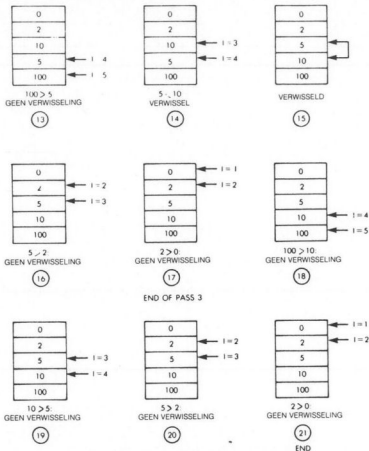 0
2
10
5 I 4
100 I 5
100 > 5
GEEN VERWISSELING
13
0
2
10 I = 3
5 I = 4
100
5 10:
VERWISSEL
14
0
2
5
10
100
VERWISSELD
15
0
2 I = 2
5 I = 3
10
100
5 > 2:
GEEN VERWISSELING
16
0 I = 1
2 I = 2
5
10
100
2 > 0:
GEEN VERWISSELING
17
END OF PASS 3
0
2
5
10 I = 4
100 I = 5
100 > 10:
GEEN VERWISSELING
18
0
2
5 I = 3
10 I = 4
100
10 > 5:
GEEN VERWISSELING
19
0
2 I = 2
5 I = 3
10
100
5 > 2
GEEN VERWISSELING
20
0 I = 1
2 I = 2
5
10
100
2 > 0
GEEN VERWISSELING
21
END